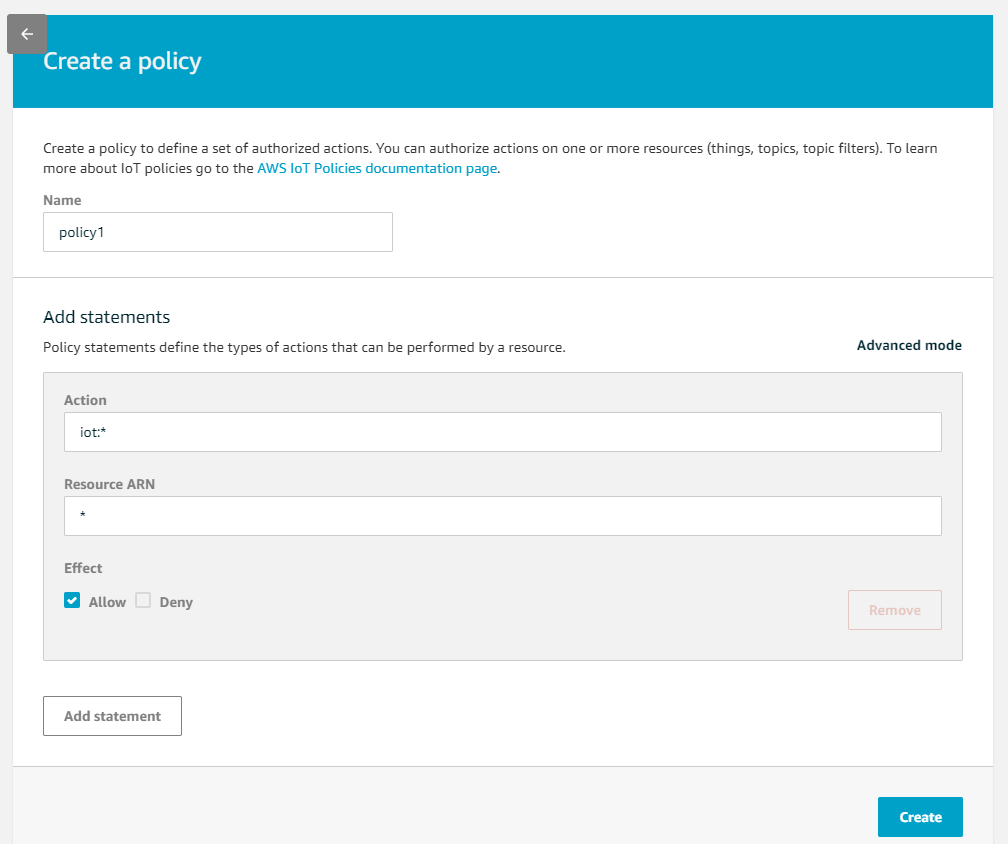 Create a policy
Create a policy to define a set of authorized actions. You can authorize actions on one or more resources (things, topics, topic filters). To learn
more about IoT policies go to the AWS IoT Policies documentation page.
Name
policy1
Add statements
Policy statements define the types of actions that can be performed by a resource.
Advanced mode
Action
iot:*
Resource ARN
*
Effect
Allow Deny
Remove
Add statement
Create